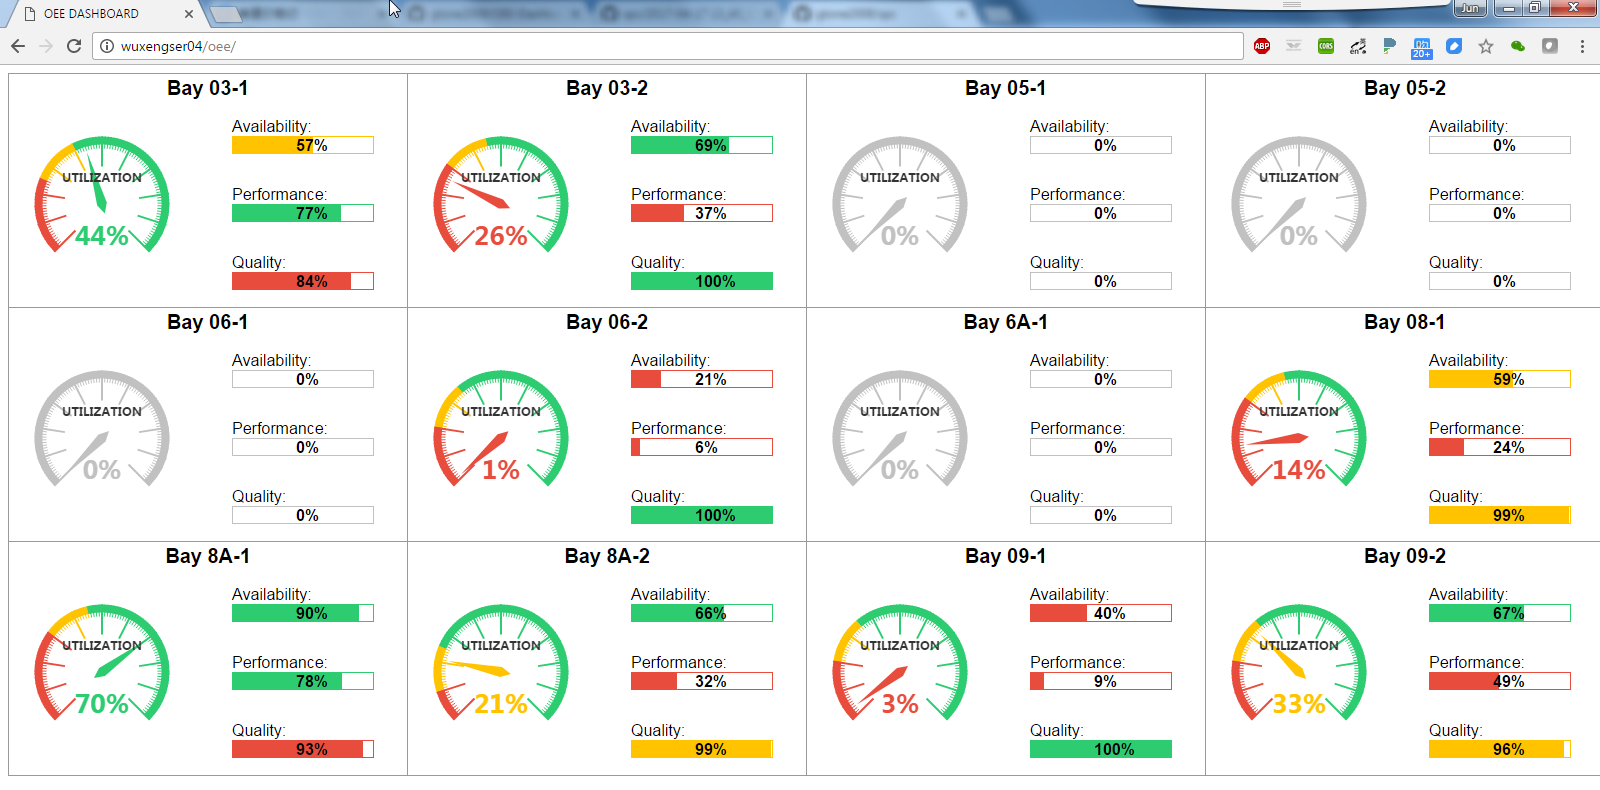 OEE DASHBOARD
Jun
wuxengser04/oee/
ABP
CORS
en
20+
Bay 03-1
Availability:
57%
UTILIZATION
Performance:
77%
44%
Quality:
84%
Bay 03-2
Availability:
69%
UTILIZATION
Performance:
37%
26%
Quality:
100%
Bay 05-1
Availability:
0%
UTILIZATION
Performance:
0%
0%
Quality:
0%
Bay 05-2
Availability:
0%
UTILIZATION
Performance:
0%
0%
Quality:
0%
Bay 06-1
Availability:
0%
UTILIZATION
Performance:
0%
0%
Quality:
0%
Bay 06-2
Availability:
21%
UTILIZATION
Performance:
6%
1%
Quality:
100%
Bay 6A-1
Availability:
0%
UTILIZATION
Performance:
0%
0%
Quality:
0%
Bay 08-1
Availability:
59%
UTILIZATION
Performance:
24%
14%
Quality:
99%
Bay 8A-1
Availability:
90%
UTILIZATION
Performance:
78%
70%
Quality:
93%
Bay 8A-2
Availability:
66%
UTILIZATION
Performance:
32%
21%
Quality:
99%
Bay 09-1
Availability:
40%
UTILIZATION
Performance:
9%
3%
Quality:
100%
Bay 09-2
Availability:
67%
UTILIZATION
Performance:
49%
33%
Quality:
96%